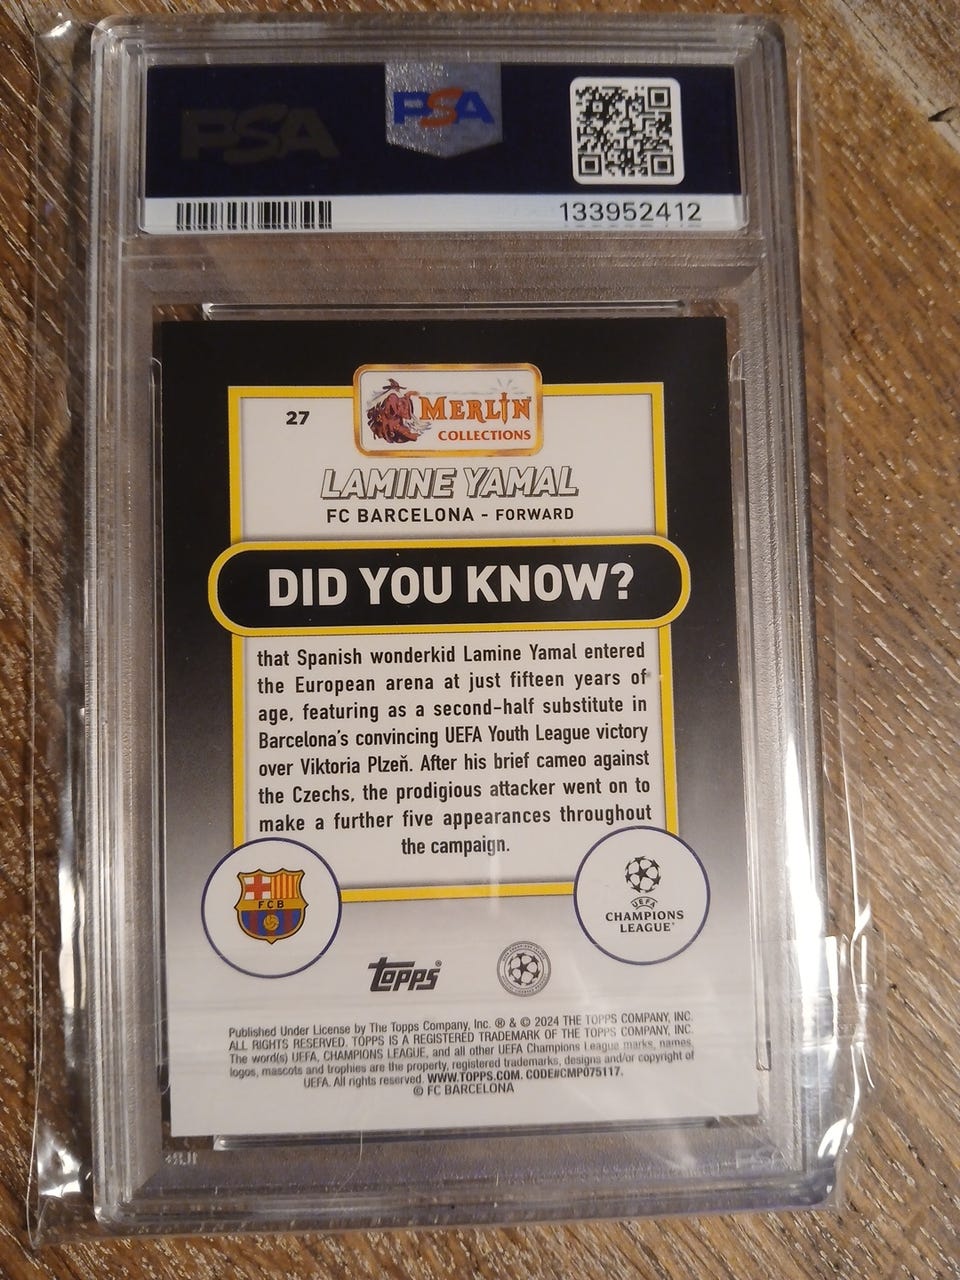 PSA
PSA
133952412
27
MERLIN
COLLECTIONS
LAMINE YAMAL
FC BARCELONA - FORWARD
DID YOU KNOW?
that Spanish wonderkid Lamine Yamal entered
the European arena at just fifteen years of
age, featuring as a second-half substitute in
Barcelona's convincing UEFA Youth League victory
over Viktoria Plzeň. After his brief cameo against
the Czechs, the prodigious attacker went on to
make a further five appearances throughout
the campaign.
FCB
UEFA
CHAMPIONS
LEAGUE
topps®
Published Under License by The Topps Company, Inc. ® & © 2024 THE TOPPS COMPANY, INC.
ALL RIGHTS RESERVED. TOPPS IS A REGISTERED TRADEMARK OF THE TOPPS COMPANY, INC.
The word(s) UEFA, CHAMPIONS LEAGUE, and all other UEFA Champions League marks, names,
logos, mascots and trophies are the property, registered trademarks, designs and/or copyright of
UEFA. All rights reserved. WWW.TOPPS.COM. CODE#CMP075117.
© FC BARCELONA
PSA